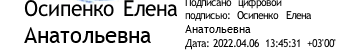 Осипенко Елена
Анатольевна
Подписано цифровой
подписью: Осипенко Елена
Анатольевна
Дата: 2022.04.06 13:45:31 +03'00'